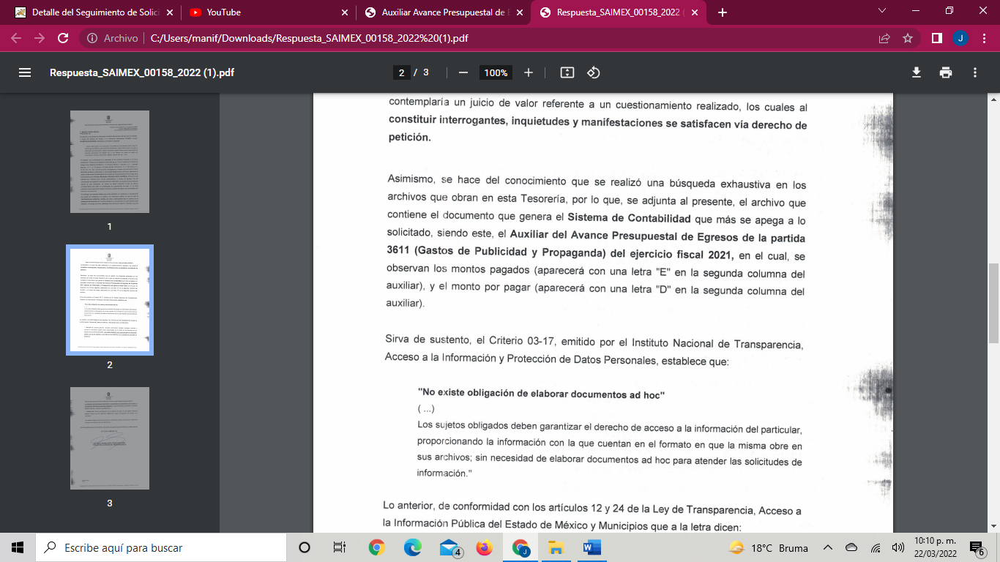 Detalle del Seguimiento de Solici
YouTube
Auxiliar Avance Presupuestal de E
Respuesta_SAIMEX_00158_2022 (
Archivo
C:/Users/manif/Downloads/Respuesta_SAIMEX_00158_2022%20(1).pdf
J
Respuesta_SAIMEX_00158_2022 (1).pdf
2 / 3
100%
1
2
3
contemplaría un juicio de valor referente a un cuestionamiento realizado, los cuales al
constituir interrogantes, inquietudes y manifestaciones se satisfacen vía derecho de
petición.
Asimismo, se hace del conocimiento que se realizó una búsqueda exhaustiva en los
archivos que obran en esta Tesorería, por lo que, se adjunta al presente, el archivo que
contiene el documento que genera el Sistema de Contabilidad que más se apega a lo
solicitado, siendo este, el Auxiliar del Avance Presupuestal de Egresos de la partida
3611 (Gastos de Publicidad y Propaganda) del ejercicio fiscal 2021, en el cual, se
observan los montos pagados (aparecerá con una letra "E" en la segunda columna del
auxiliar), y el monto por pagar (aparecerá con una letra "D" en la segunda columna del
auxiliar).
Sirva de sustento, el Criterio 03-17, emitido por el Instituto Nacional de Transparencia,
Acceso a la Información y Protección de Datos Personales, establece que:
"No existe obligación de elaborar documentos ad hoc"
( ...)
Los sujetos obligados deben garantizar el derecho de acceso a la información del particular,
proporcionando la información con la que cuentan en el formato en que la misma obre en
sus archivos; sin necesidad de elaborar documentos ad hoc para atender las solicitudes de
información."
Lo anterior, de conformidad con los artículos 12 y 24 de la Ley de Transparencia, Acceso a
la Información Pública del Estado de México y Municipios que a la letra dicen:
Escribe aquí para buscar
4
J
18°C Bruma
10:10 p. m.
22/03/2022
6